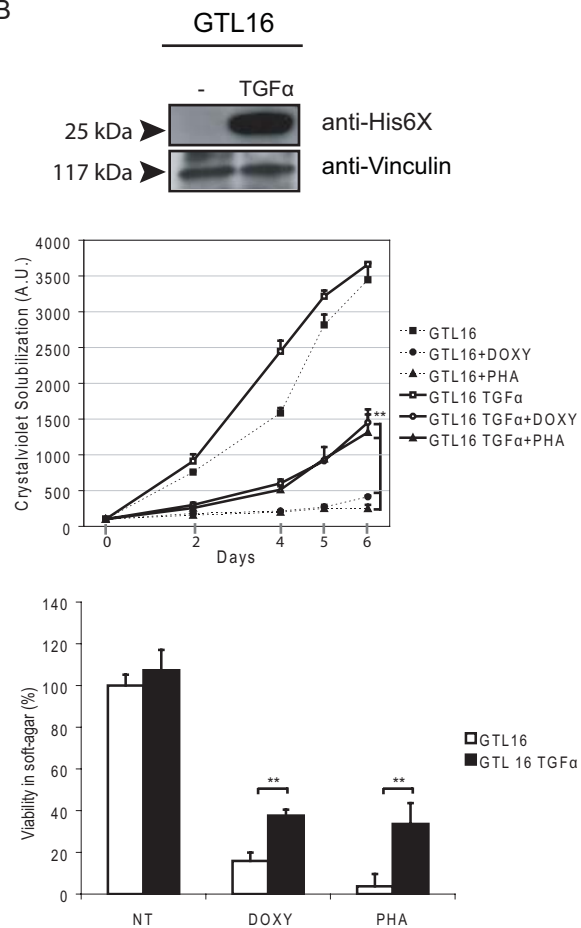 B
GTL16
- TGFα
25 kDa anti-His6X
117 kDa anti-Vinculin
Crystalviolet Solubilization (A.U.)
4000
3500
3000
2500
2000
1500
1000
500
0
0 2 4 5 6
Days
**
GTL16
GTL16+DOXY
GTL16+PHA
GTL16 TGFα
GTL16 TGFα+DOXY
GTL16 TGFα+PHA
Viability in soft-agar (%)
140
120
100
80
60
40
20
0
** **
NT DOXY PHA
GTL16
GTL 16 TGFα